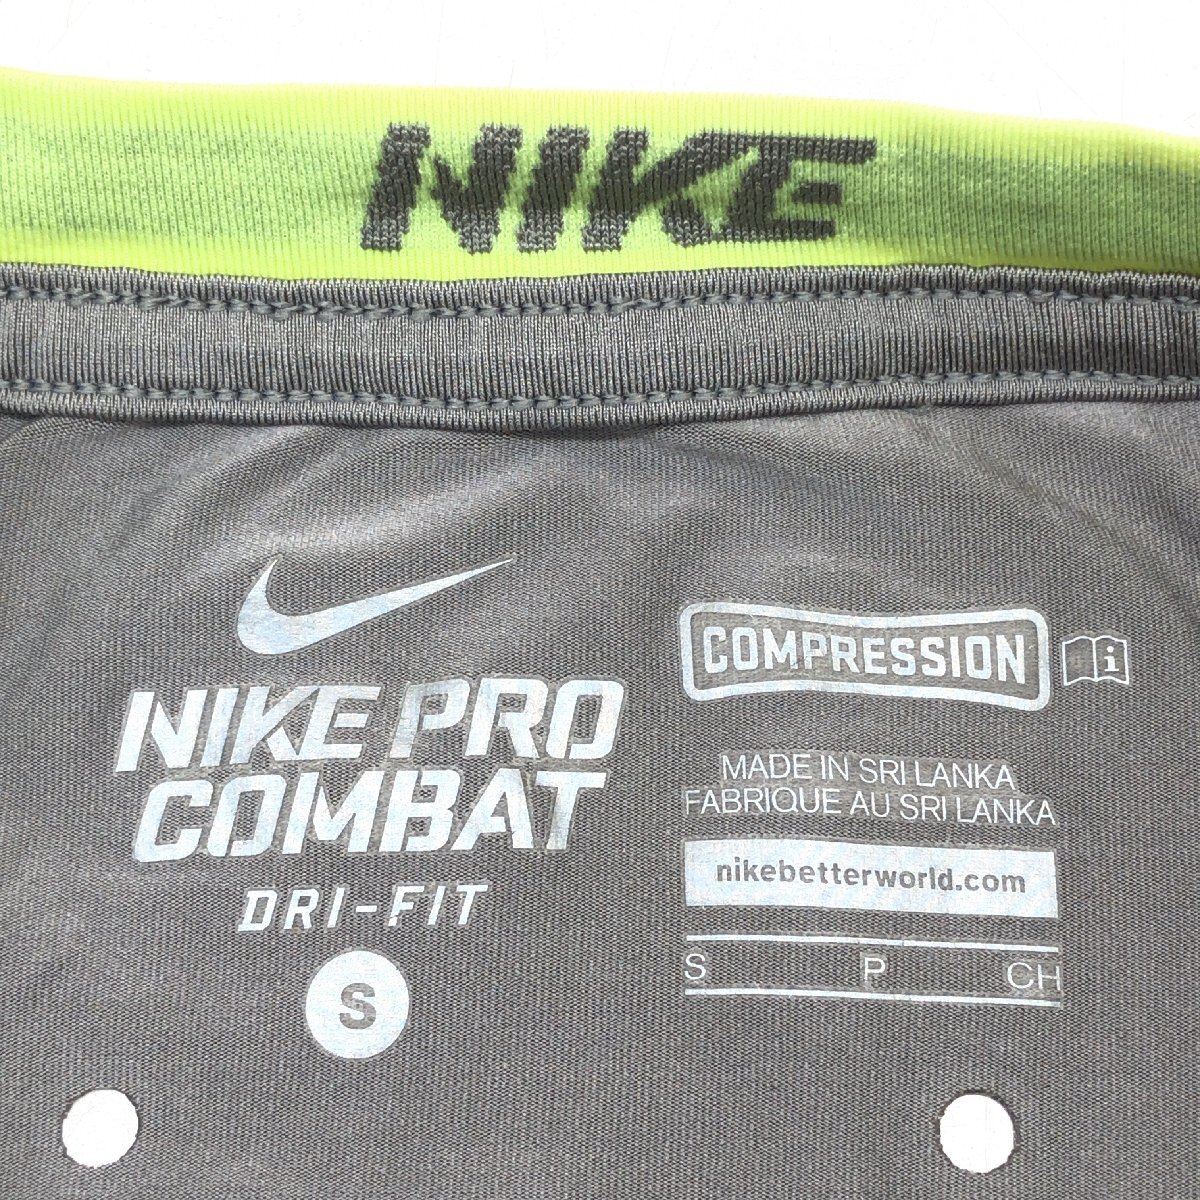 NIKE
NIKE PRO
COMBAT
DRI-FIT
S
COMPRESSION
i
MADE IN SRI LANKA
FABRIQUE AU SRI LANKA
nikebetterworld.com
S P CH